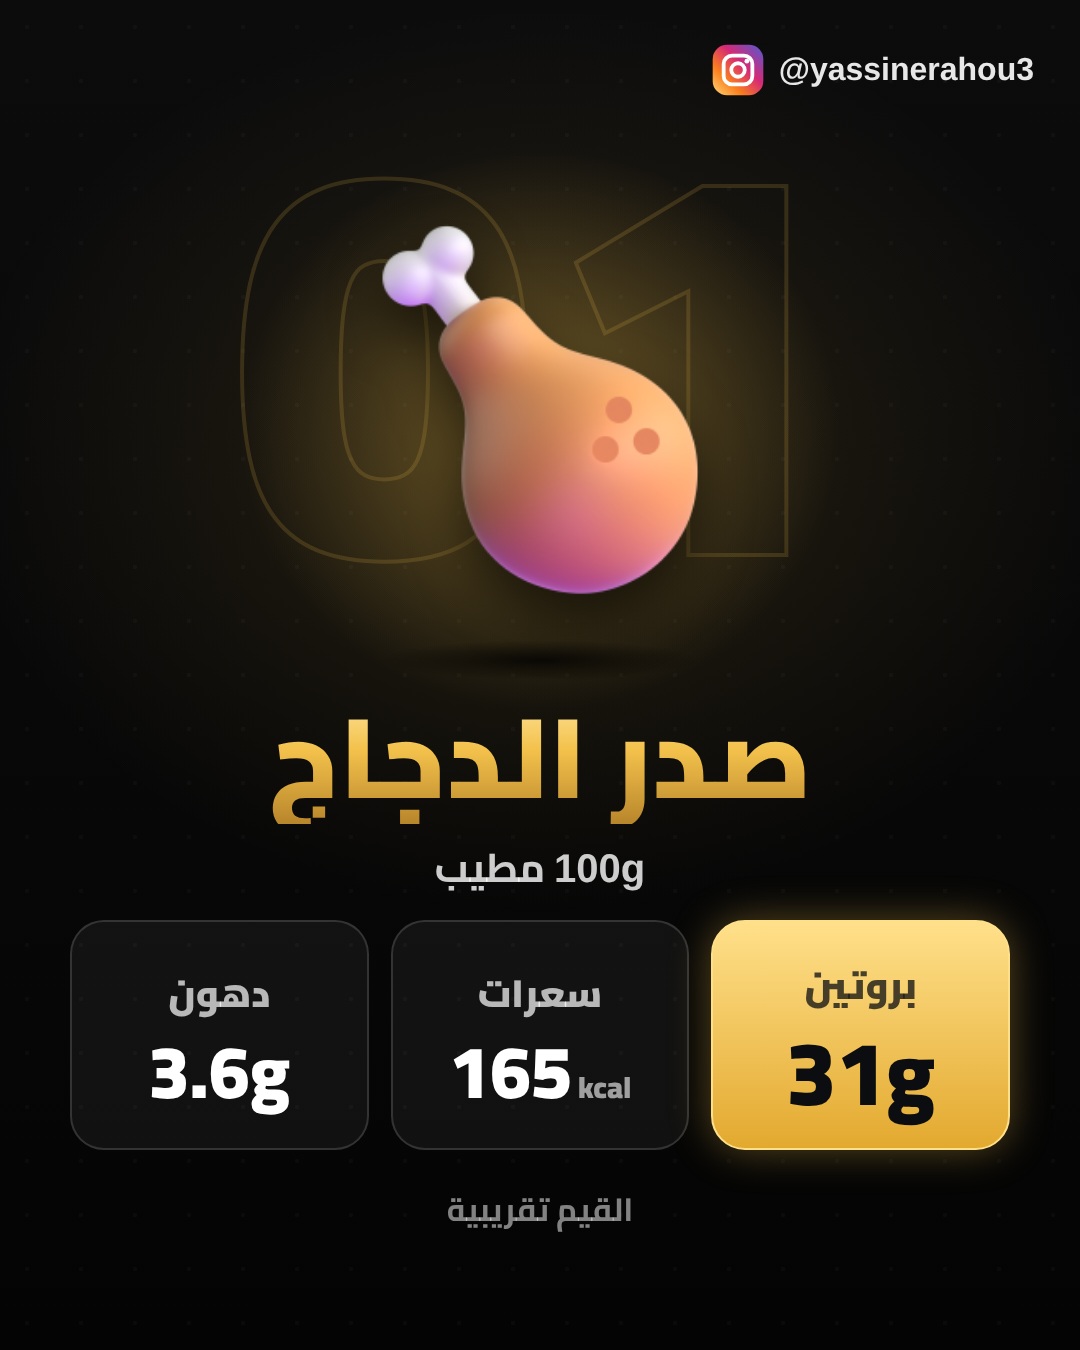 @yassinerahou3
01
صدر الدجاج
100g مطيب
بروتين
31g
سعرات
165 kcal
دهون
3.6g
القيم تقريبية